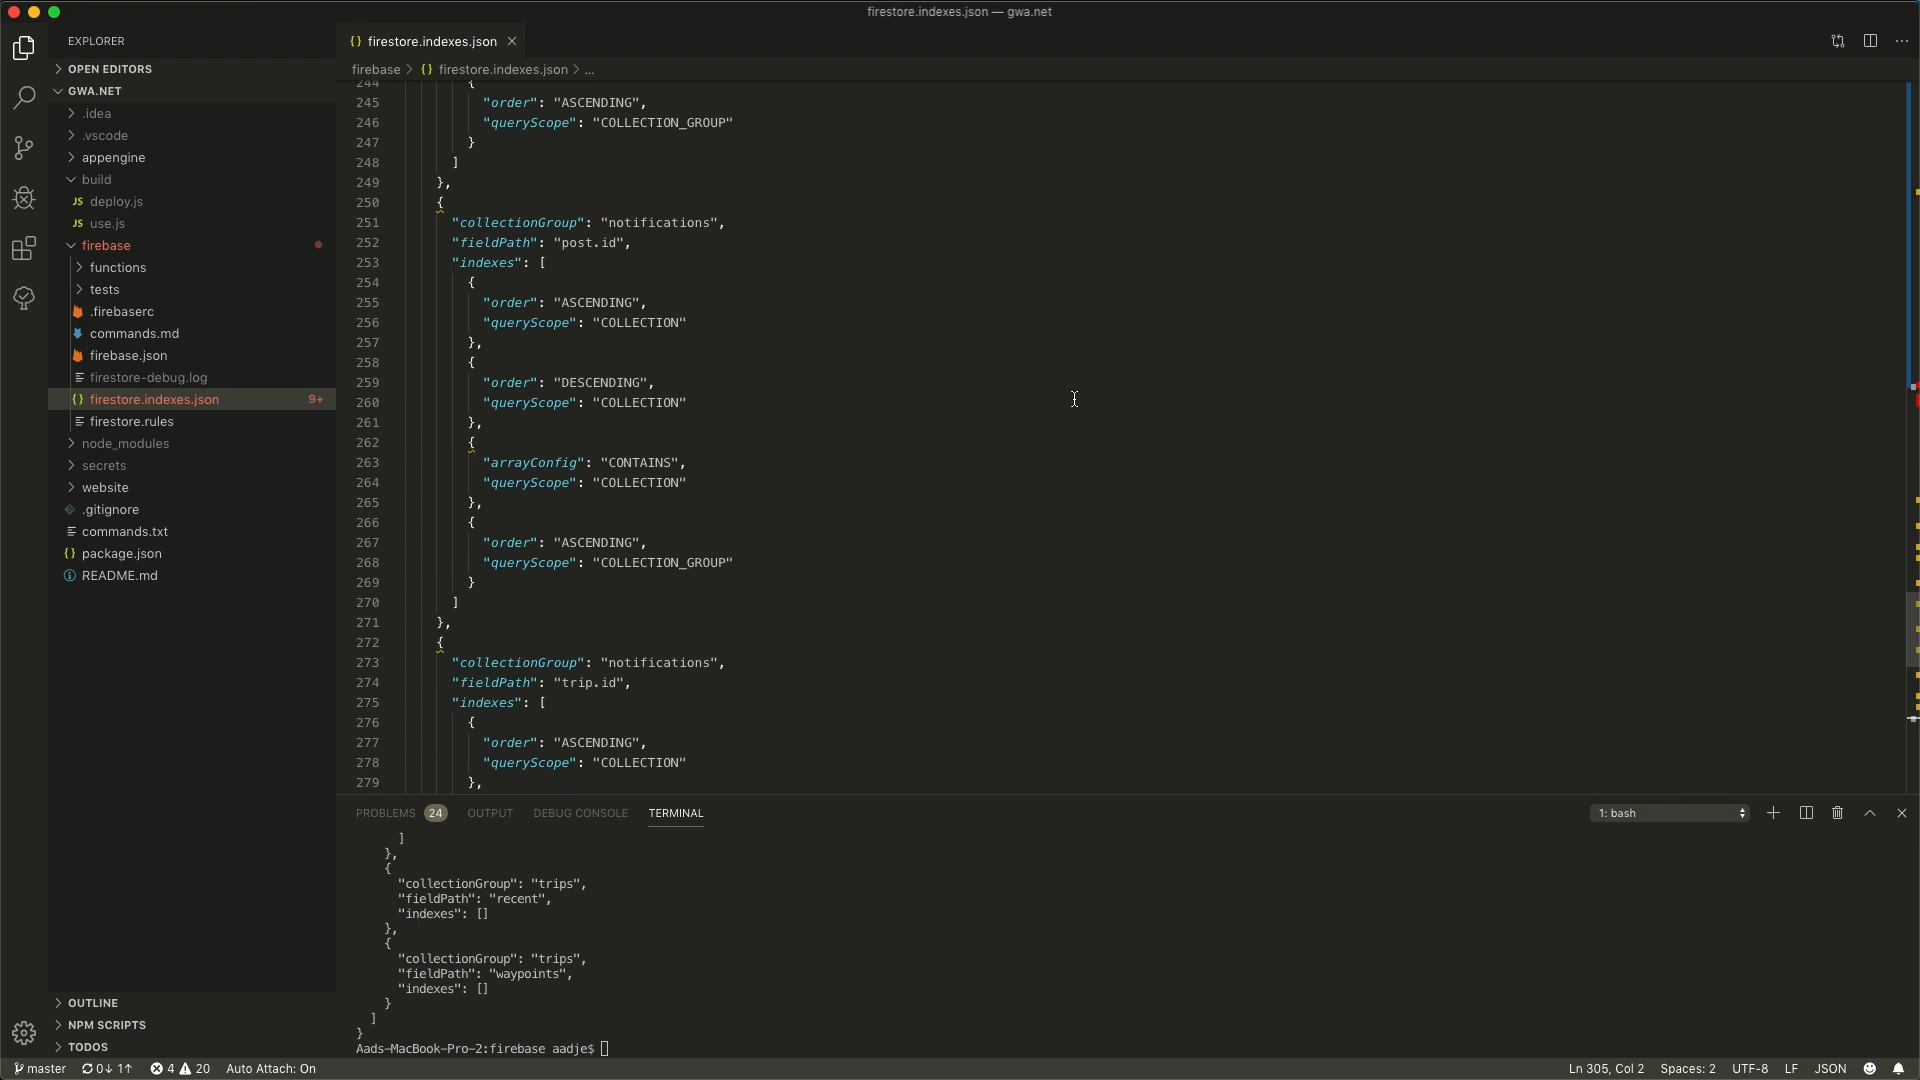 firestore.indexes.json — gwa.net
EXPLORER
OPEN EDITORS
GWA.NET
.idea
.vscode
appengine
build
JS deploy.js
JS use.js
firebase
functions
tests
.firebaserc
commands.md
firebase.json
firestore-debug.log
{} firestore.indexes.json 9+
firestore.rules
node_modules
secrets
website
.gitignore
commands.txt
{} package.json
README.md
OUTLINE
NPM SCRIPTS
TODOS
{} firestore.indexes.json
firebase > {} firestore.indexes.json > ...
244 {
245 "order": "ASCENDING",
246 "queryScope": "COLLECTION_GROUP"
247 }
248 ]
249 },
250 {
251 "collectionGroup": "notifications",
252 "fieldPath": "post.id",
253 "indexes": [
254 {
255 "order": "ASCENDING",
256 "queryScope": "COLLECTION"
257 },
258 {
259 "order": "DESCENDING",
260 "queryScope": "COLLECTION"
261 },
262 {
263 "arrayConfig": "CONTAINS",
264 "queryScope": "COLLECTION"
265 },
266 {
267 "order": "ASCENDING",
268 "queryScope": "COLLECTION_GROUP"
269 }
270 ]
271 },
272 {
273 "collectionGroup": "notifications",
274 "fieldPath": "trip.id",
275 "indexes": [
276 {
277 "order": "ASCENDING",
278 "queryScope": "COLLECTION"
279 },
PROBLEMS 24 OUTPUT DEBUG CONSOLE TERMINAL 1: bash
]
},
{
"collectionGroup": "trips",
"fieldPath": "recent",
"indexes": []
},
{
"collectionGroup": "trips",
"fieldPath": "waypoints",
"indexes": []
}
]
}
Aads-MacBook-Pro-2:firebase aadje$
master 0↓ 1↑ 4 20 Auto Attach: On Ln 305, Col 2 Spaces: 2 UTF-8 LF JSON